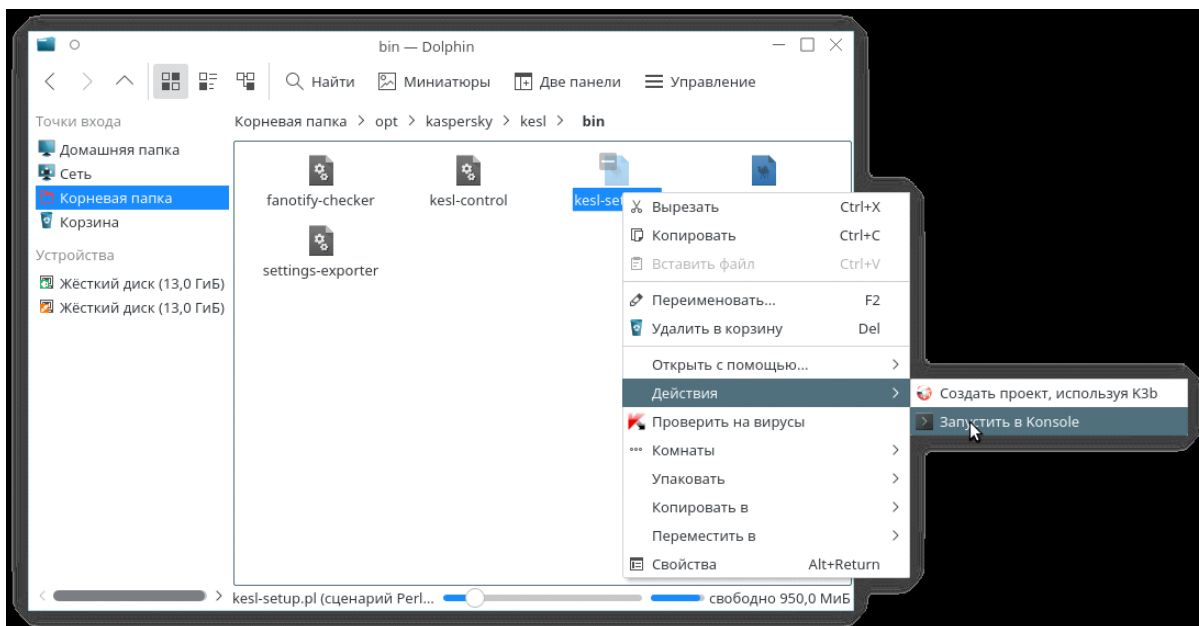 bin — Dolphin
Найти Миниатюры Две панели Управление
Точки входа
Домашняя папка
Сеть
Корневая папка
Корзина
Устройства
Жёсткий диск (13,0 ГиБ)
Жёсткий диск (13,0 ГиБ)
Корневая папка > opt > kaspersky > kesl > bin
fanotify-checker
kesl-control
settings-exporter
Вырезать Ctrl+X
Копировать Ctrl+C
Вставить файл Ctrl+V
Переименовать... F2
Удалить в корзину Del
Открыть с помощью...
Действия
Проверить на вирусы
Комнаты
Упаковать
Копировать в
Переместить в
Свойства Alt+Return
Создать проект, используя K3b
Запустить в Konsole
kesl-setup.pl (сценарий Perl... свободно 950,0 МиБ